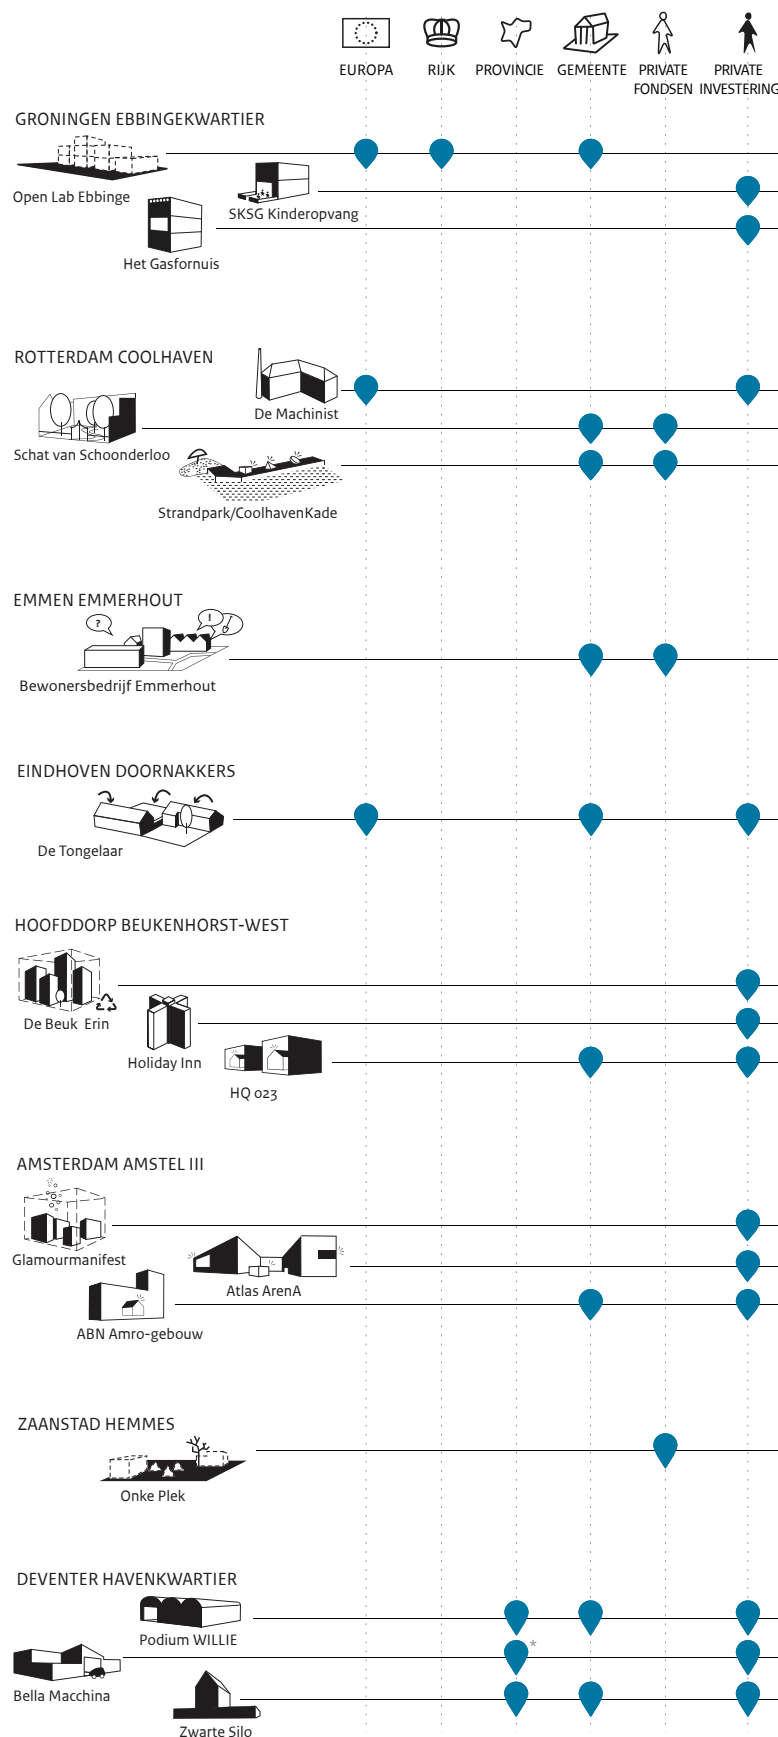 EUROPA RIJK PROVINCIE GEMEENTE PRIVATE FONDSEN PRIVATE INVESTERING
GRONINGEN EBBINGEKWARTIER
Open Lab Ebbinge
SKSG Kinderopvang
Het Gasfornuis
ROTTERDAM COOLHAVEN
De Machinist
Schat van Schoonderloo
Strandpark/CoolhavenKade
EMMEN EMMERHOUT
?
!
Bewonersbedrijf Emmerhout
EINDHOVEN DOORNAKKERS
De Tongelaar
HOOFDDORP BEUKENHORST-WEST
De Beuk Erin
Holiday Inn
HQ 023
AMSTERDAM AMSTEL III
Glamourmanifest
Atlas ArenA
ABN Amro-gebouw
ZAANSTAD HEMMES
Onke Plek
DEVENTER HAVENKWARTIER
Podium WILLIE
*
Bella Macchina
Zwarte Silo